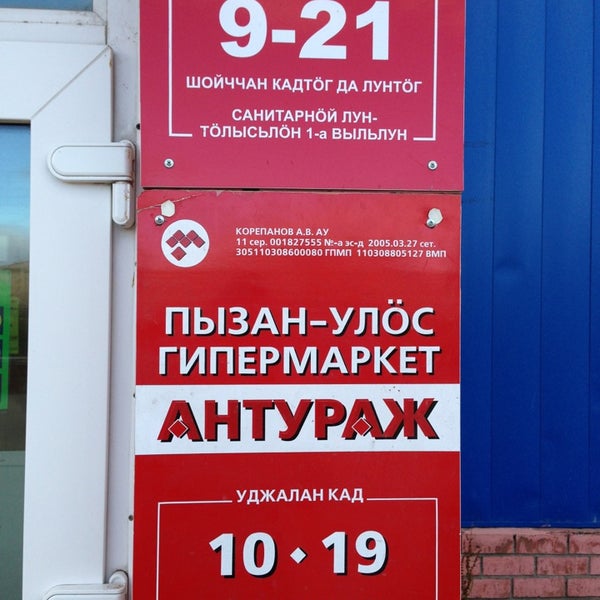 9-21
ШОЙЧЧАН КАДТӦГ ДА ЛУНТӦГ
САНИТАРНӦЙ ЛУН-
ТӦЛЫСЬЛӦН 1-а ВЫЛЬЛУН
КОРЕПАНОВ А.В. АУ
11 сер. 001827555 №-а эс-д 2005.03.27 сет.
305110308600080 ГПМП 110308805127 ВМП
ПЫЗАН-УЛӦС
ГИПЕРМАРКЕТ
АНТУРАЖ
УДЖАЛАН КАД
10 • 19